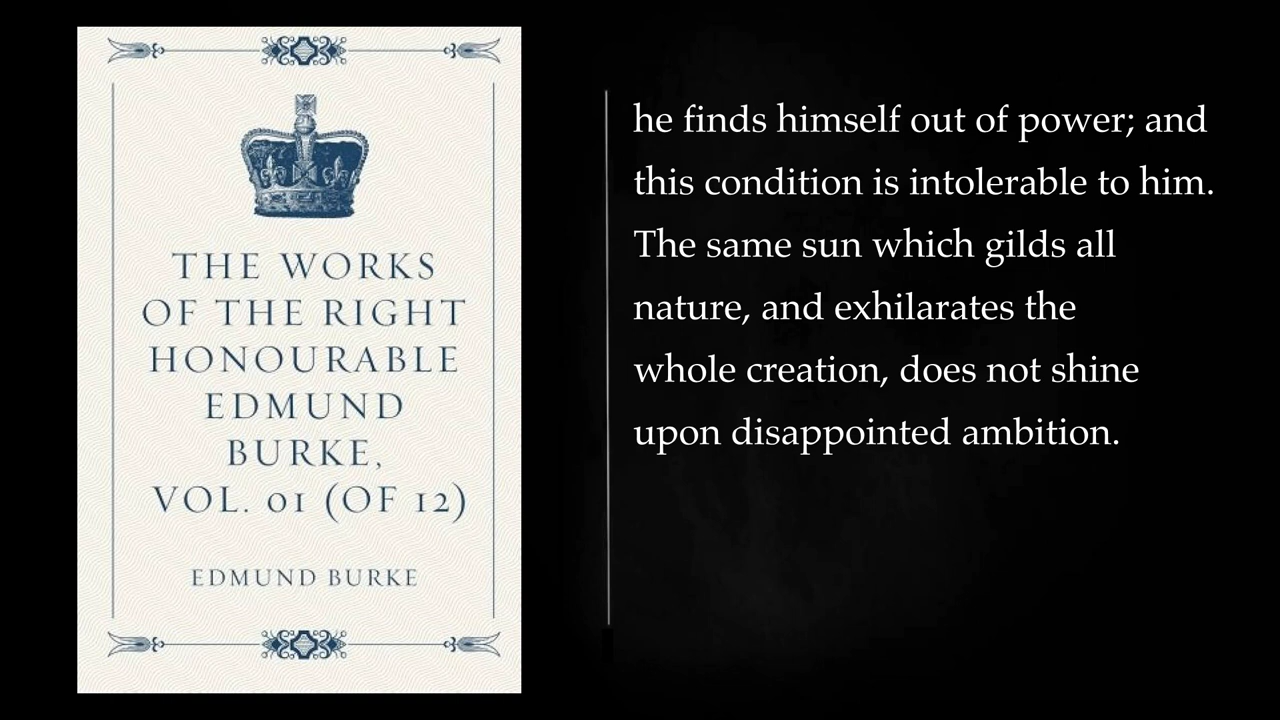 THE WORKS
OF THE RIGHT
HONOURABLE
EDMUND
BURKE,
VOL. 01 (OF 12)
EDMUND BURKE
he finds himself out of power; and
this condition is intolerable to him.
The same sun which gilds all
nature, and exhilarates the
whole creation, does not shine
upon disappointed ambition.